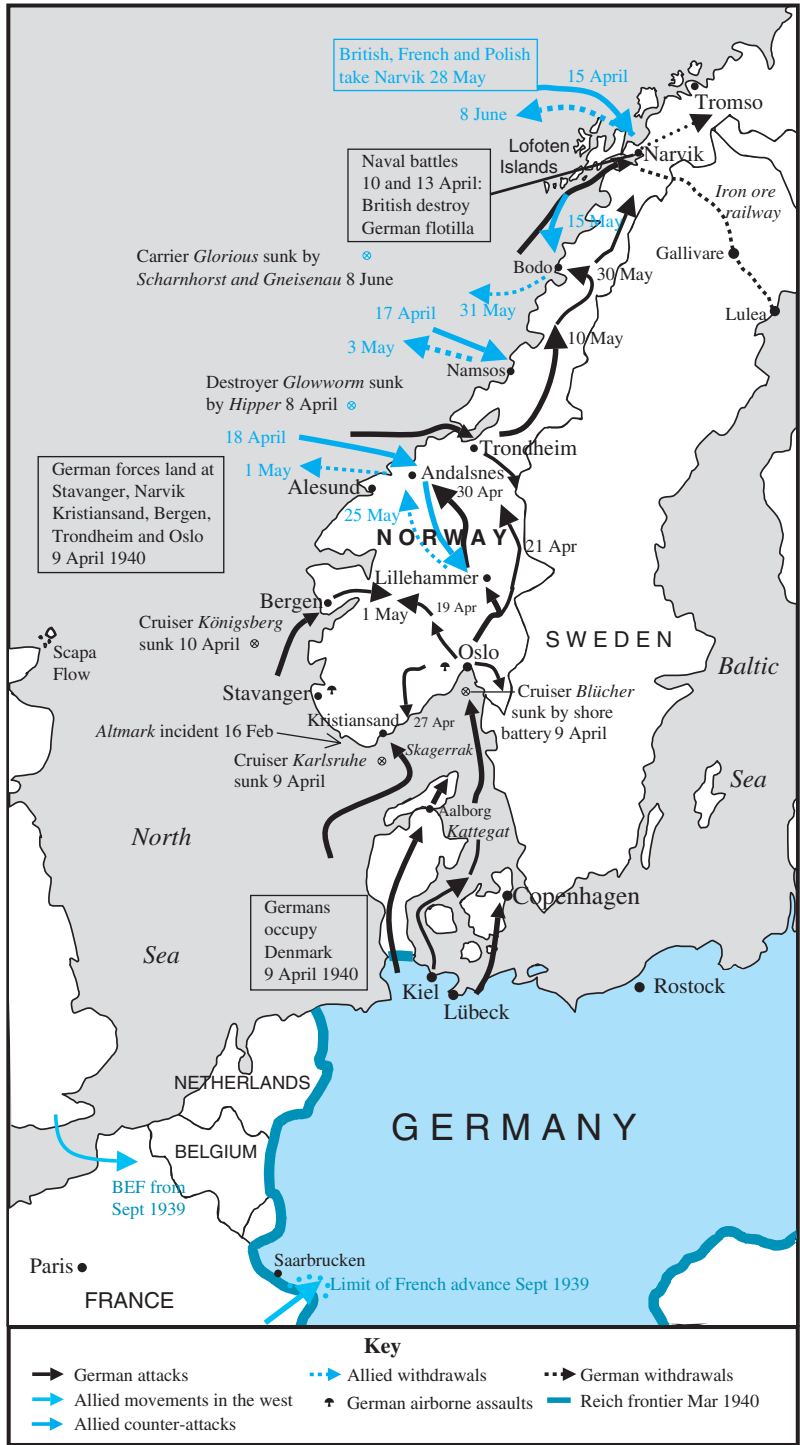 British, French and Polish
take Narvik 28 May
15 April
Tromso
8 June
Lofoten
Islands
Narvik
Naval battles
10 and 13 April:
British destroy
German flotilla
Iron ore
railway
15 May
Carrier Glorious sunk by
Scharnhorst and Gneisenau 8 June
Bodo
30 May
Gallivare
31 May
Lulea
17 April
3 May
10 May
Namsos
Destroyer Glowworm sunk
by Hipper 8 April
18 April
Trondheim
1 May
Andalsnes
German forces land at
Stavanger, Narvik
Kristiansand, Bergen,
Trondheim and Oslo
9 April 1940
Alesund
30 Apr
25 May
NORWAY
21 Apr
Lillehammer
Bergen
1 May
19 Apr
Cruiser Königsberg
sunk 10 April
SWEDEN
Scapa
Flow
Oslo
Baltic
Stavanger
Cruiser Blücher
sunk by shore
battery 9 April
Kristiansand
27 Apr
Altmark incident 16 Feb
Skagerrak
Cruiser Karlsruhe
sunk 9 April
Sea
Aalborg
Kattegat
North
Copenhagen
Germans
occupy
Denmark
9 April 1940
Sea
Kiel
Rostock
Lübeck
NETHERLANDS
GERMANY
BELGIUM
BEF from
Sept 1939
Saarbrucken
Paris
Limit of French advance Sept 1939
FRANCE
Key
German attacks
Allied withdrawals
German withdrawals
Allied movements in the west
German airborne assaults
Reich frontier Mar 1940
Allied counter-attacks